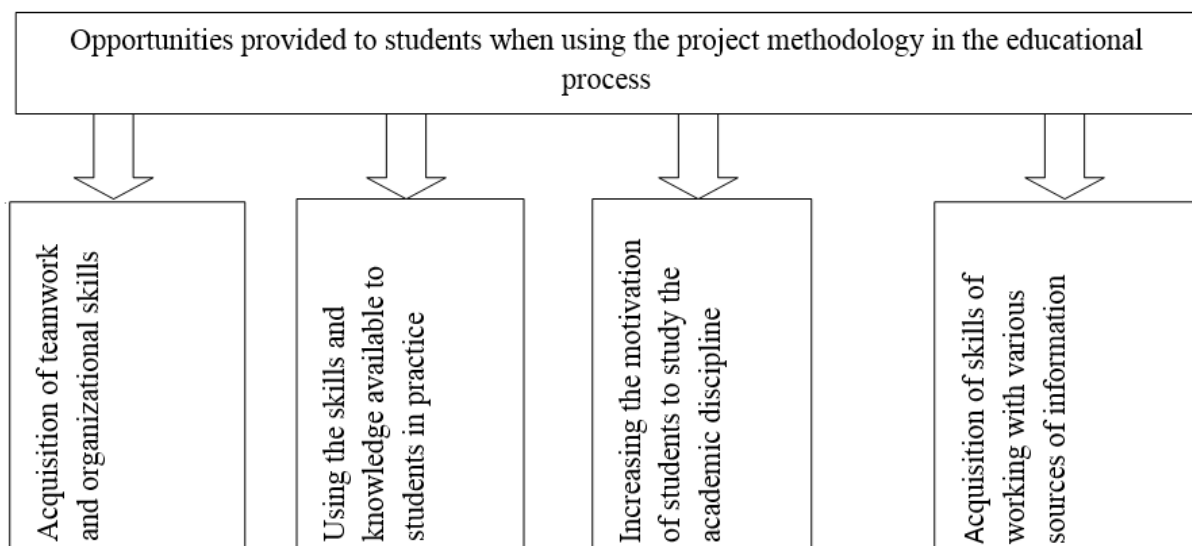 Opportunities provided to students when using the project methodology in the educational
process
Acquisition of teamwork
and organizational skills
Using the skills and
knowledge available to
students in practice
Increasing the motivation
of students to study the
academic discipline
Acquisition of skills of
working with various
sources of information